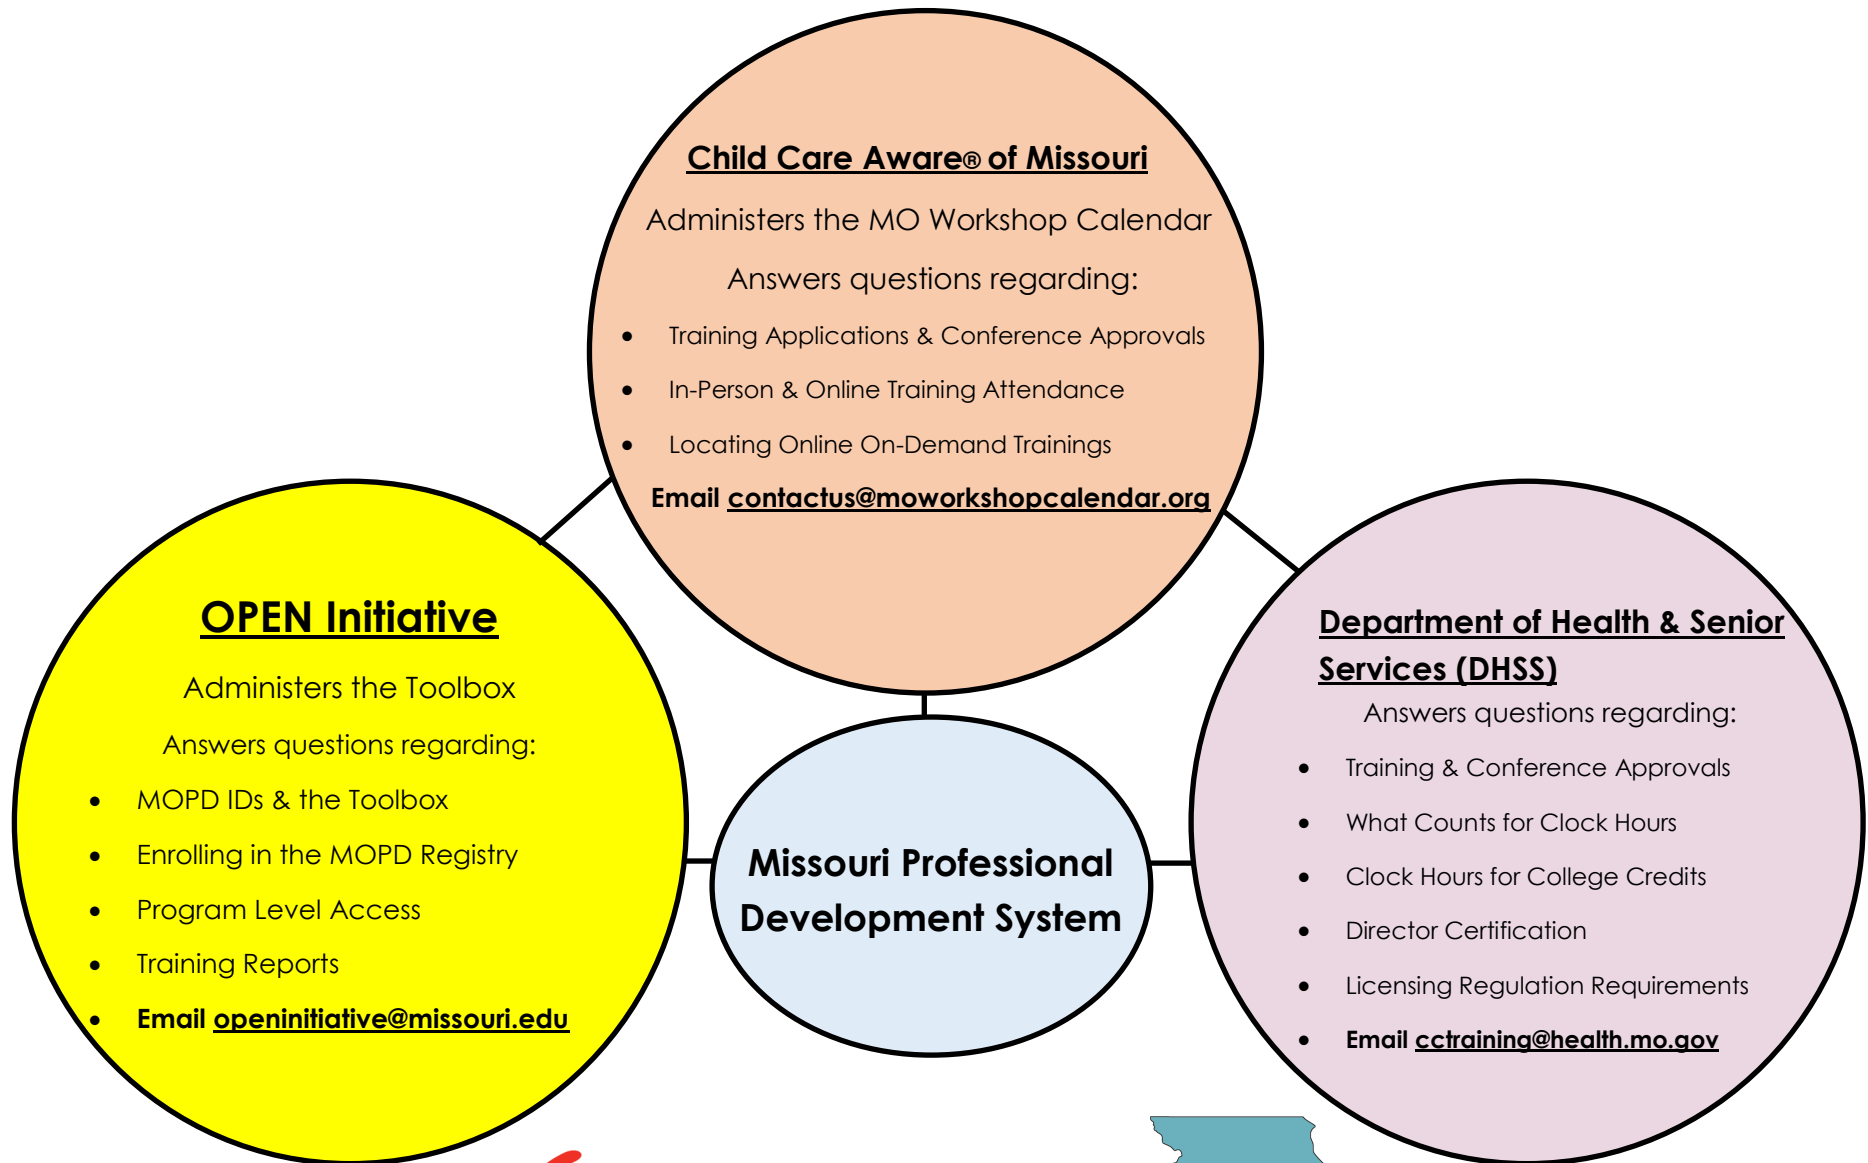 Child Care Aware® of Missouri
Administers the MO Workshop Calendar
Answers questions regarding:
• Training Applications & Conference Approvals
• In-Person & Online Training Attendance
• Locating Online On-Demand Trainings
Email contactus@moworkshopcalendar.org
OPEN Initiative
Administers the Toolbox
Answers questions regarding:
• MOPD IDs & the Toolbox
• Enrolling in the MOPD Registry
• Program Level Access
• Training Reports
• Email openinitiative@missouri.edu
Missouri Professional
Development System
Department of Health & Senior
Services (DHSS)
Answers questions regarding:
• Training & Conference Approvals
• What Counts for Clock Hours
• Clock Hours for College Credits
• Director Certification
• Licensing Regulation Requirements
• Email cctraining@health.mo.gov